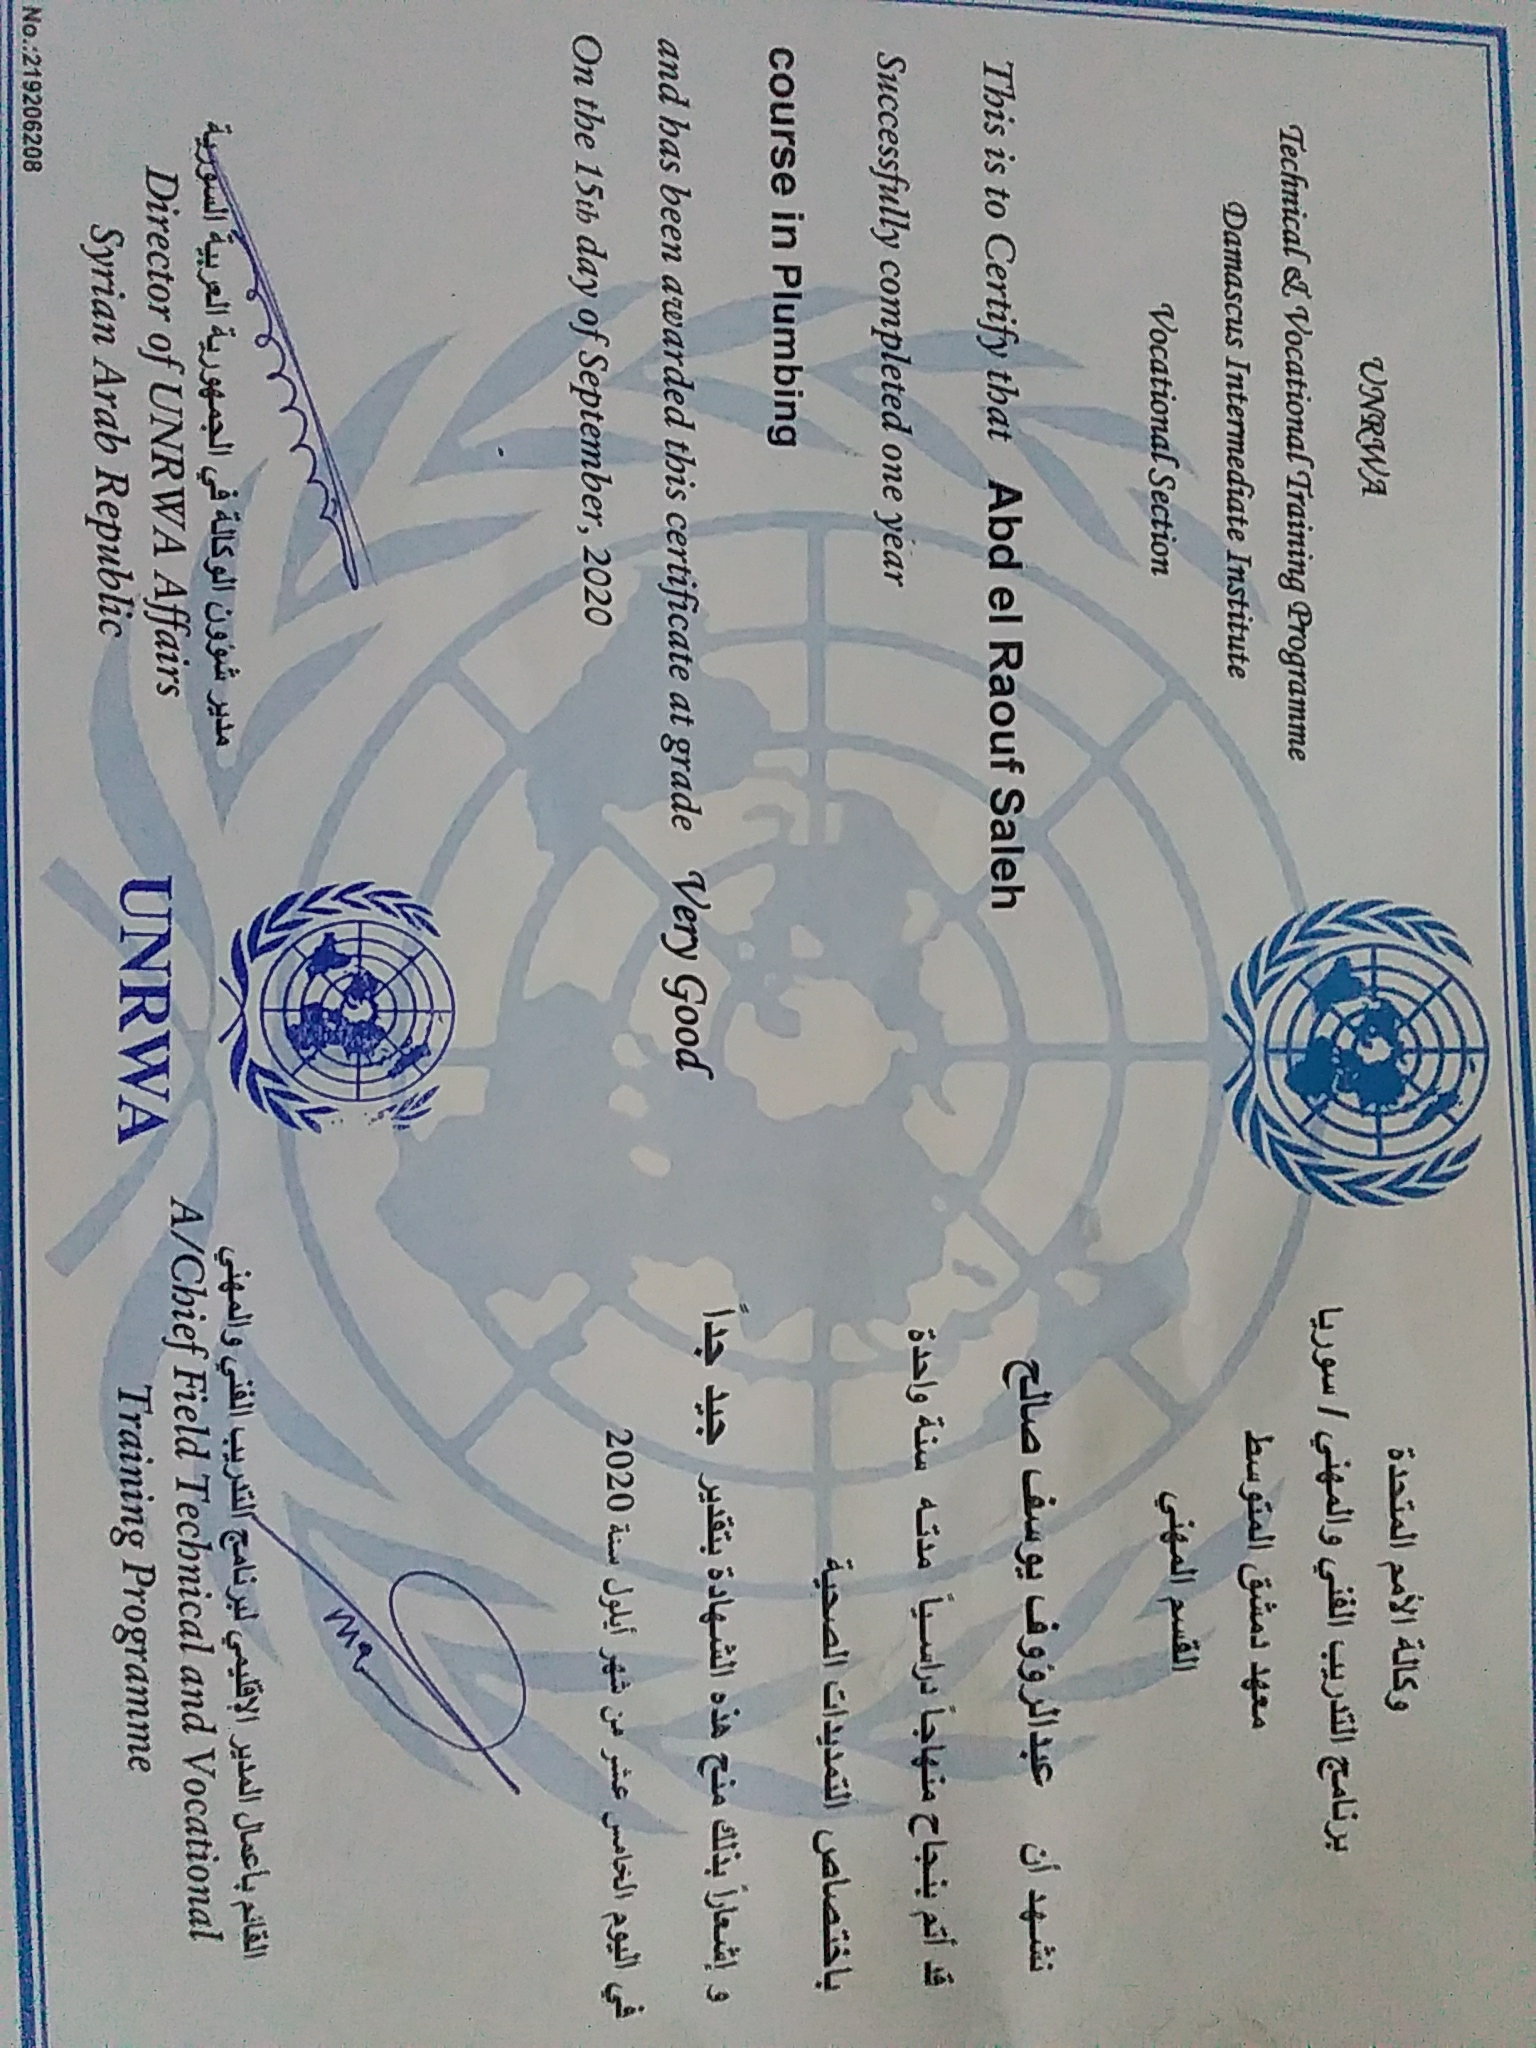 UNRWA
Technical & Vocational Training Programme
Damascus Intermediate Institute
Vocational Section
This is to Certify that Abd el Raouf Saleh
Successfully completed one year
course in Plumbing
and has been awarded this certificate at grade Very Good
On the 15th day of September, 2020
وكالة الأمم المتحدة
برنامج التدريب الفني والمهني / سوريا
معهد دمشق المتوسط
القسم المهني
نشهد أن عبدالرؤوف يوسف صالح
قد أتم بنجاح منهاجاً دراسياً مدته سنة واحدة
باختصاص التمديدات الصحية
و إشعاراً بذلك منح هذه الشهادة بتقدير جيد جداً
في اليوم الخامس عشر من شهر أيلول سنة 2020
مدير شؤون الوكالة في الجمهورية العربية السورية
Director of UNRWA Affairs
Syrian Arab Republic
UNRWA
القائم باعمال المدير الإقليمي لبرنامج التدريب الفني والمهني
A/Chief Field Technical and Vocational
Training Programme
No.:219206208